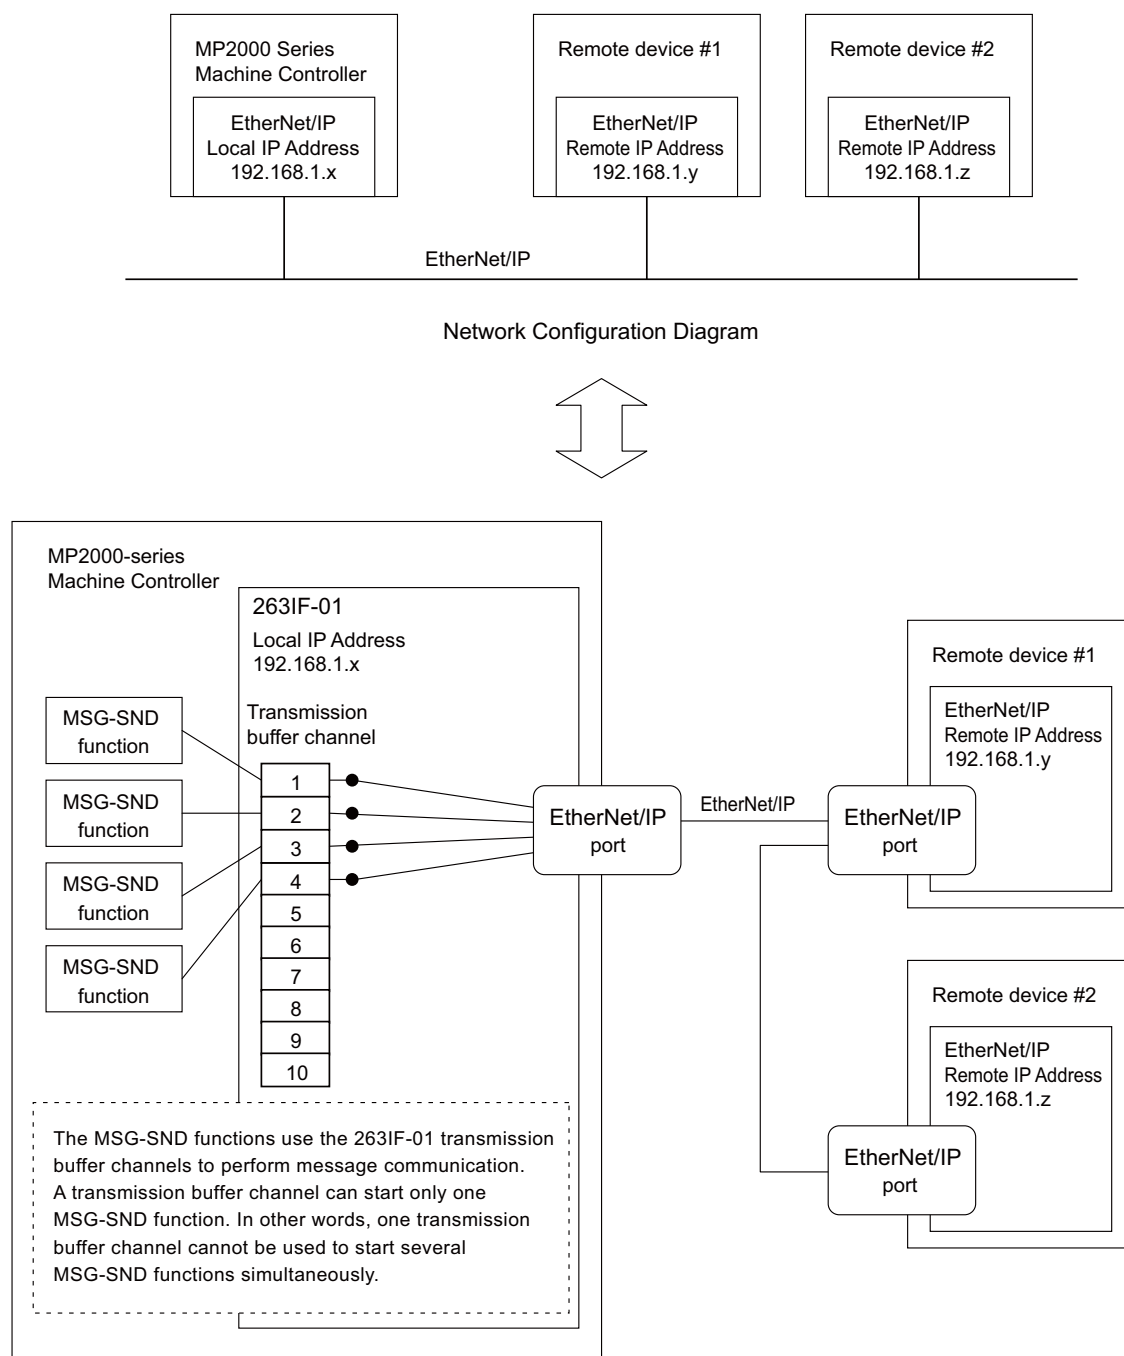 MP2000 Series
Machine Controller
EtherNet/IP
Local IP Address
192.168.1.x
Remote device #1
EtherNet/IP
Remote IP Address
192.168.1.y
Remote device #2
EtherNet/IP
Remote IP Address
192.168.1.z
EtherNet/IP
Network Configuration Diagram
MP2000-series
Machine Controller
263IF-01
Local IP Address
192.168.1.x
Transmission
buffer channel
MSG-SND
function
MSG-SND
function
MSG-SND
function
MSG-SND
function
1
2
3
4
5
6
7
8
9
10
EtherNet/IP
port
EtherNet/IP
Remote device #1
EtherNet/IP
Remote IP Address
192.168.1.y
EtherNet/IP
port
Remote device #2
EtherNet/IP
Remote IP Address
192.168.1.z
EtherNet/IP
port
The MSG-SND functions use the 263IF-01 transmission
buffer channels to perform message communication.
A transmission buffer channel can start only one
MSG-SND function. In other words, one transmission
buffer channel cannot be used to start several
MSG-SND functions simultaneously.